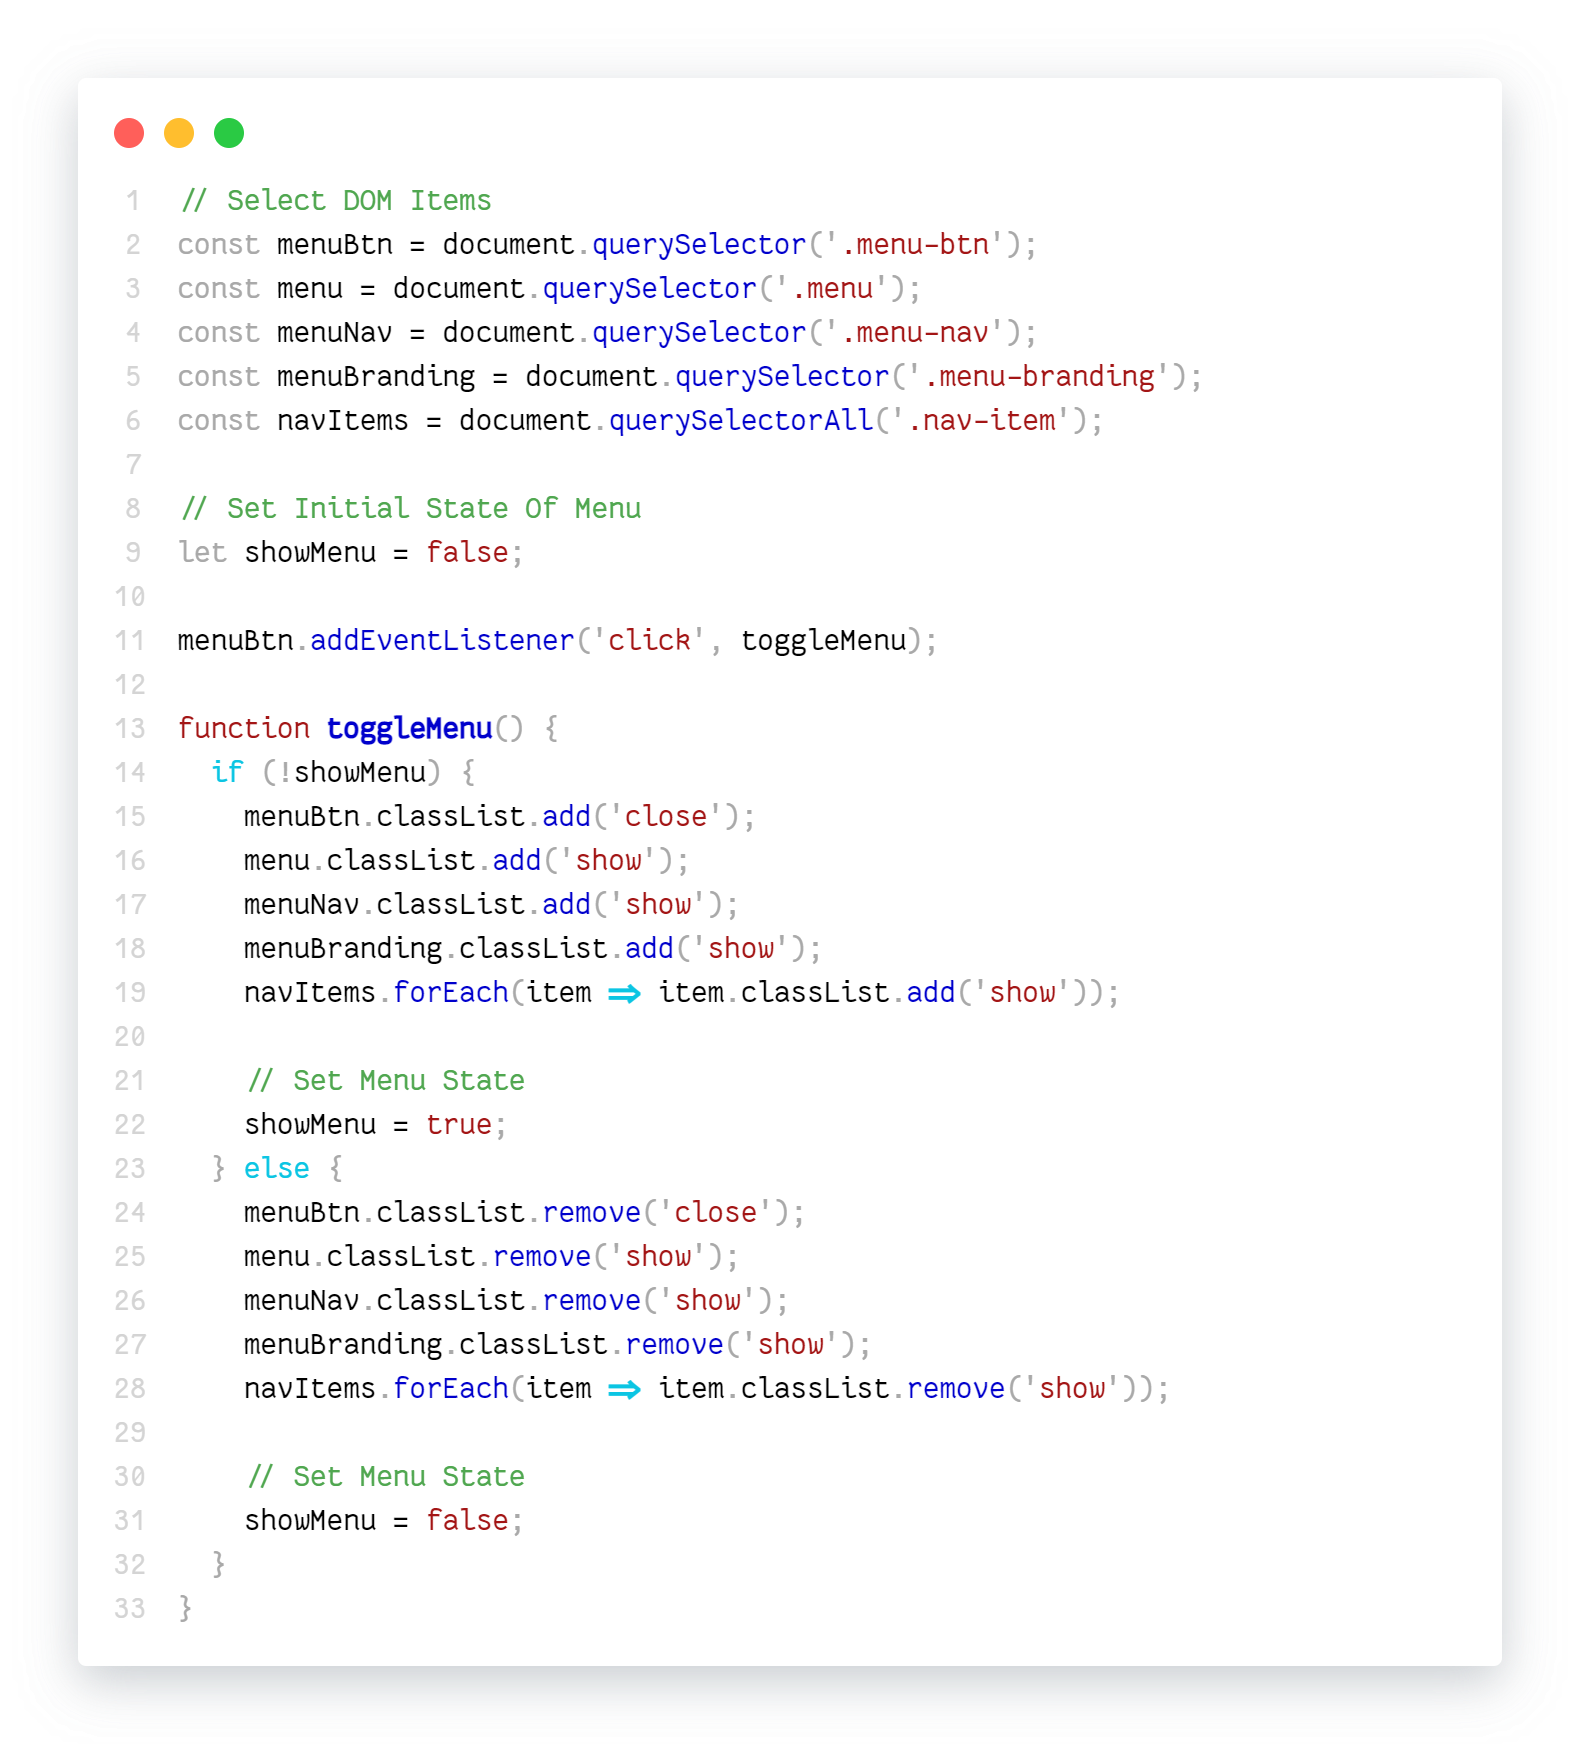 1 // Select DOM Items
2 const menuBtn = document.querySelector('.menu-btn');
3 const menu = document.querySelector('.menu');
4 const menuNav = document.querySelector('.menu-nav');
5 const menuBranding = document.querySelector('.menu-branding');
6 const navItems = document.querySelectorAll('.nav-item');
7
8 // Set Initial State Of Menu
9 let showMenu = false;
10
11 menuBtn.addEventListener('click', toggleMenu);
12
13 function toggleMenu() {
14   if (!showMenu) {
15     menuBtn.classList.add('close');
16     menu.classList.add('show');
17     menuNav.classList.add('show');
18     menuBranding.classList.add('show');
19     navItems.forEach(item => item.classList.add('show'));
20
21     // Set Menu State
22     showMenu = true;
23   } else {
24     menuBtn.classList.remove('close');
25     menu.classList.remove('show');
26     menuNav.classList.remove('show');
27     menuBranding.classList.remove('show');
28     navItems.forEach(item => item.classList.remove('show'));
29
30     // Set Menu State
31     showMenu = false;
32   }
33 }